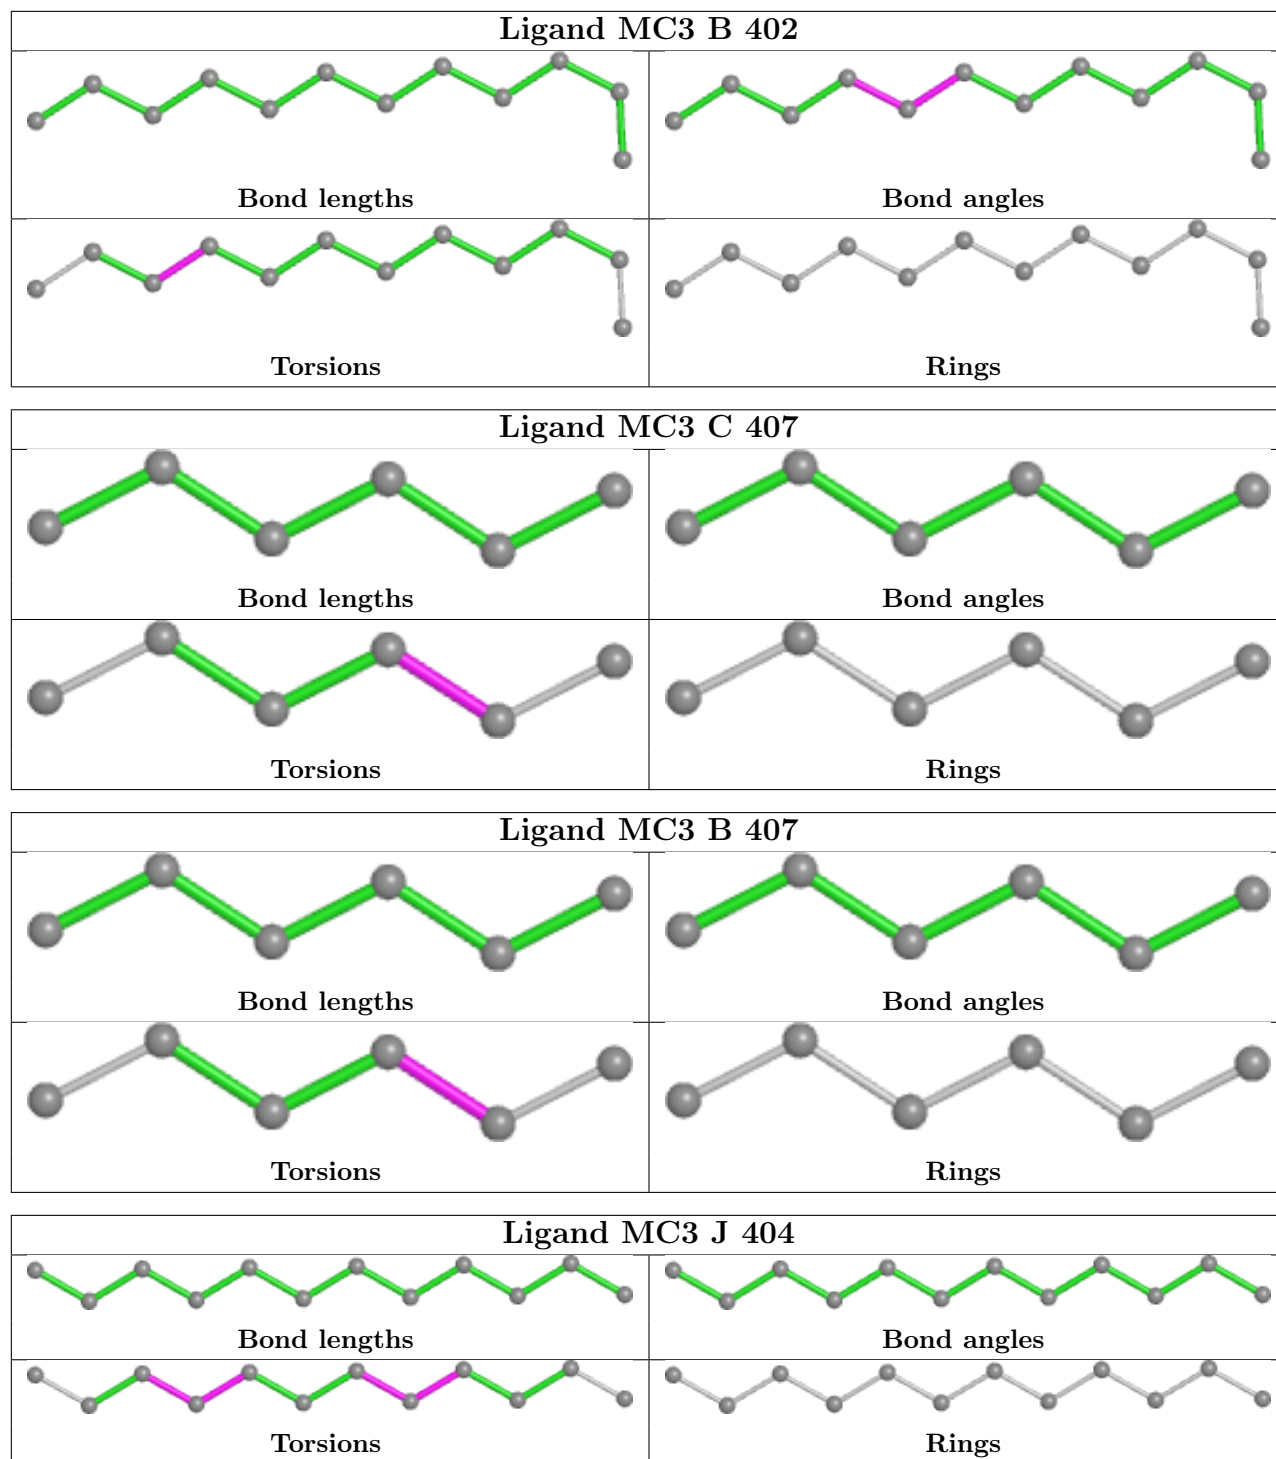 Ligand MC3 B 402
Bond lengths
Bond angles
Torsions
Rings
Ligand MC3 C 407
Bond lengths
Bond angles
Torsions
Rings
Ligand MC3 B 407
Bond lengths
Bond angles
Torsions
Rings
Ligand MC3 J 404
Bond lengths
Bond angles
Torsions
Rings